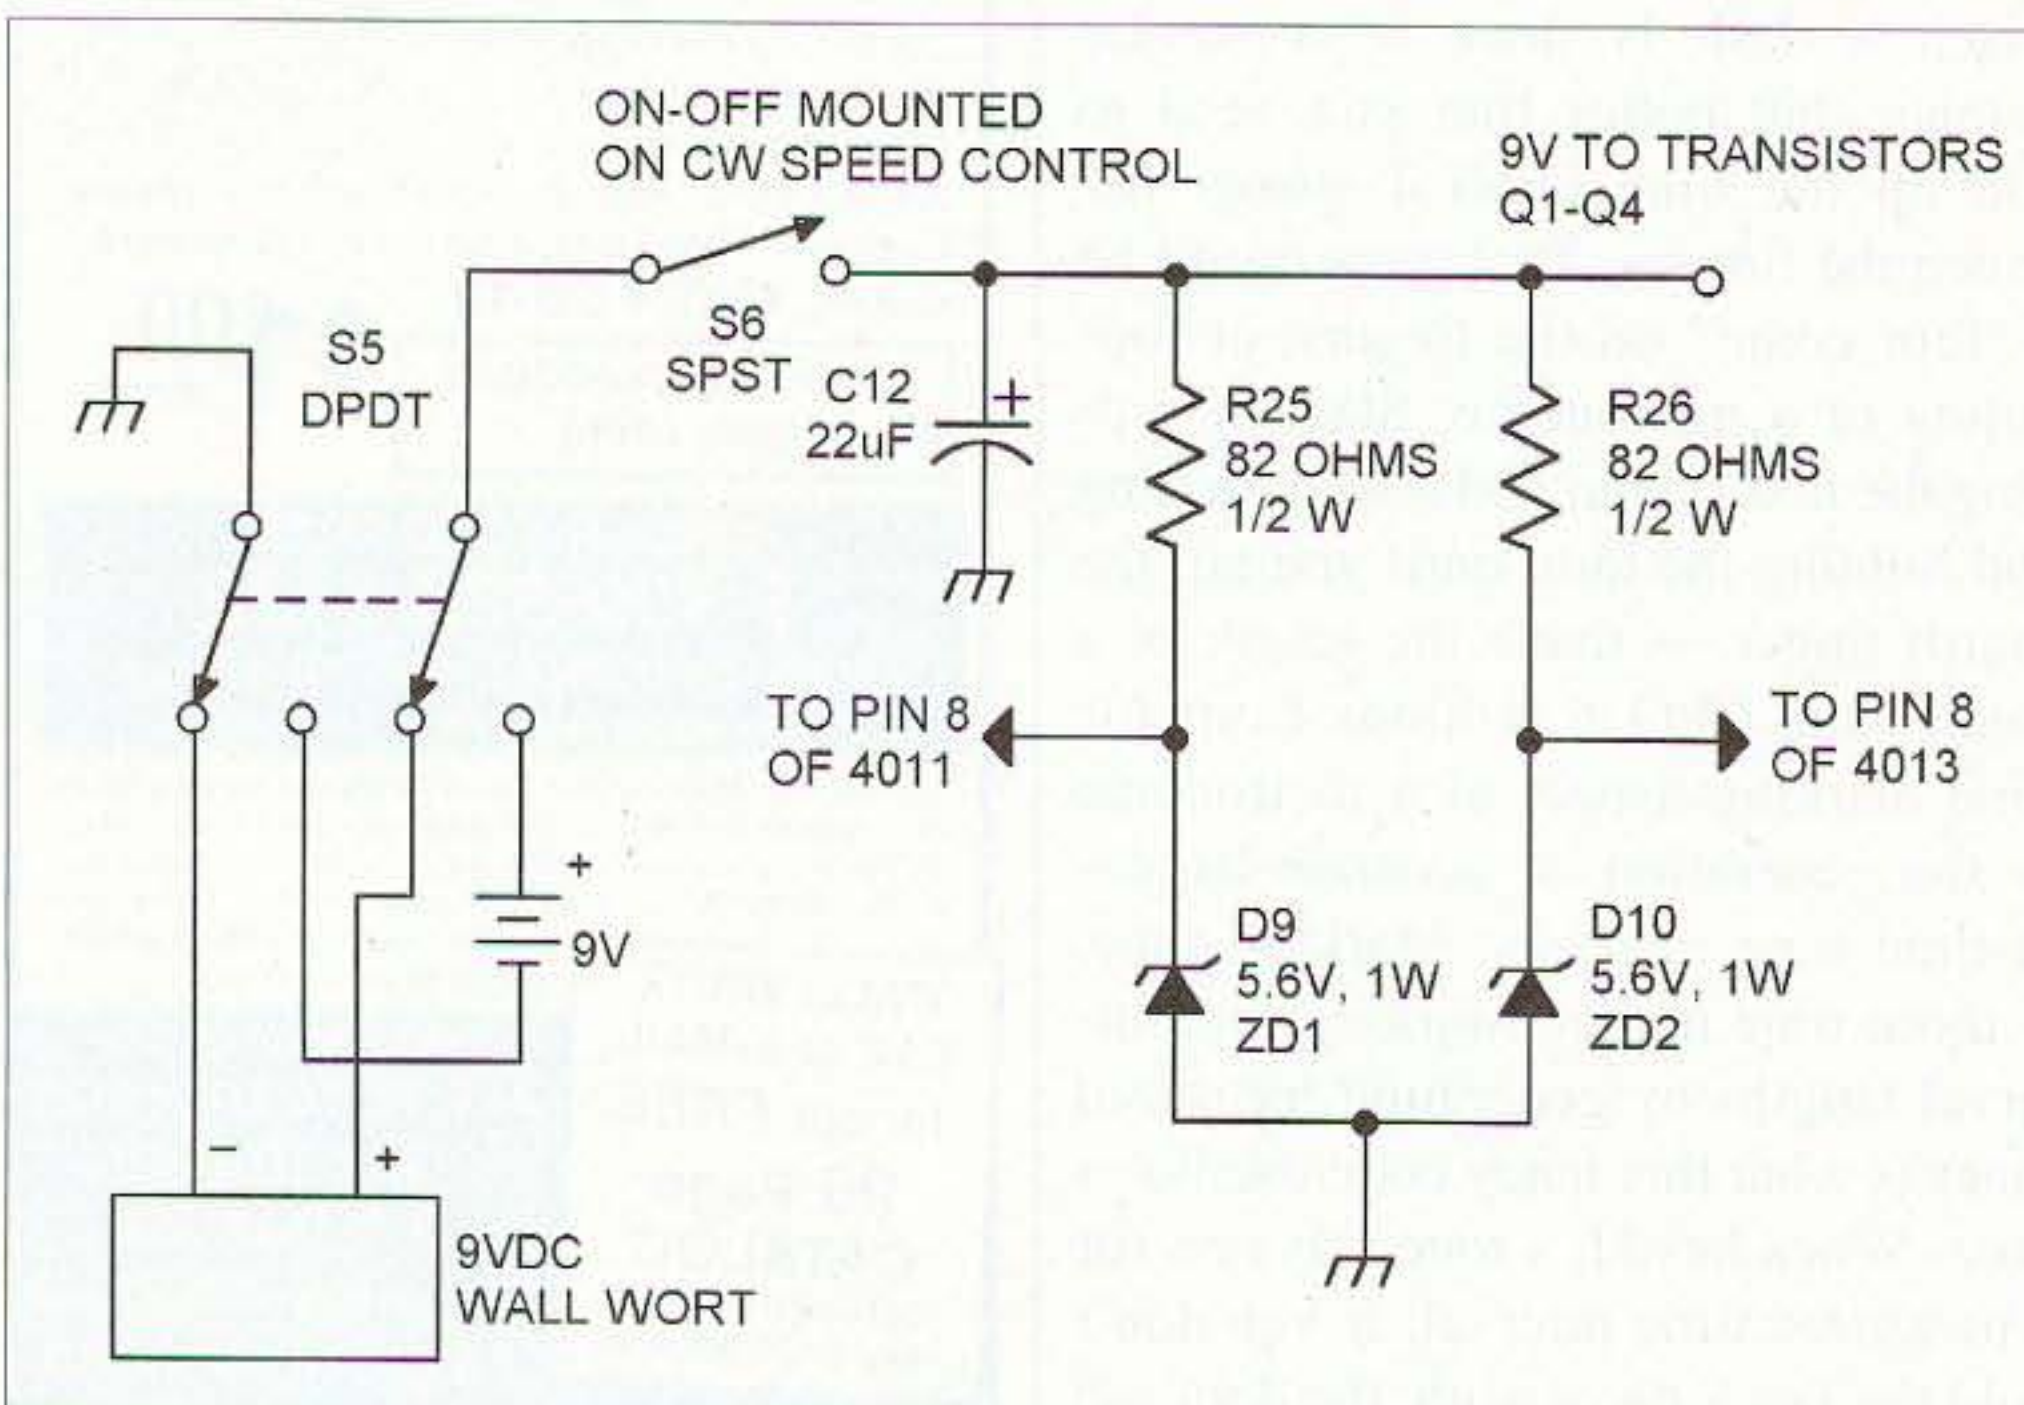 ON-OFF MOUNTED
ON CW SPEED CONTROL
9V TO TRANSISTORS
Q1-Q4
S5
DPDT
S6
SPST
C12
22uF
+
R25
82 OHMS
1/2 W
R26
82 OHMS
1/2 W
TO PIN 8
OF 4011
TO PIN 8
OF 4013
+
9V
D9
5.6V, 1W
ZD1
D10
5.6V, 1W
ZD2
–
+
9VDC
WALL WORT